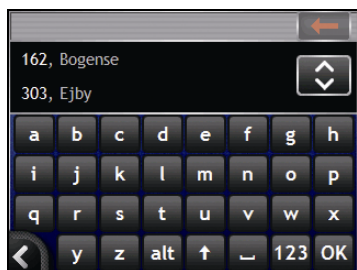 162, Bogense
303, Ejby
a b c d e f g h
i j k l m n o p
q r s t u v w x
y z alt 123 OK